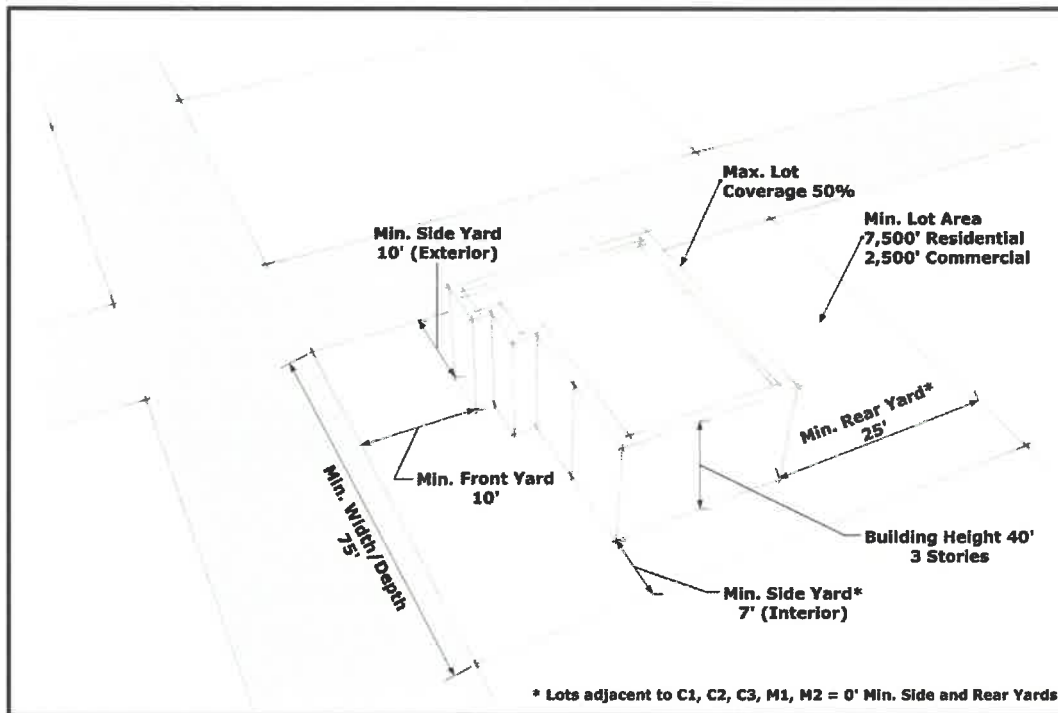 Max. Lot
Coverage 50%
Min. Lot Area
7,500' Residential
2,500' Commercial
Min. Side Yard
10' (Exterior)
Min. Rear Yard*
25'
Min. Front Yard
10'
Min. Width/Depth
75'
Building Height 40'
3 Stories
Min. Side Yard*
7' (Interior)
* Lots adjacent to C1, C2, C3, M1, M2 = 0' Min. Side and Rear Yards